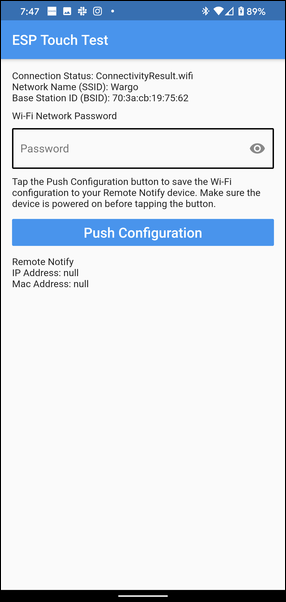 7:47
89%
ESP Touch Test
Connection Status: ConnectivityResult.wifi
Network Name (SSID): Wargo
Base Station ID (BSID): 70:3a:cb:19:75:62
Wi-Fi Network Password
Password
Tap the Push Configuration button to save the Wi-Fi
configuration to your Remote Notify device. Make sure the
device is powered on before tapping the button.
Push Configuration
Remote Notify
IP Address: null
Mac Address: null